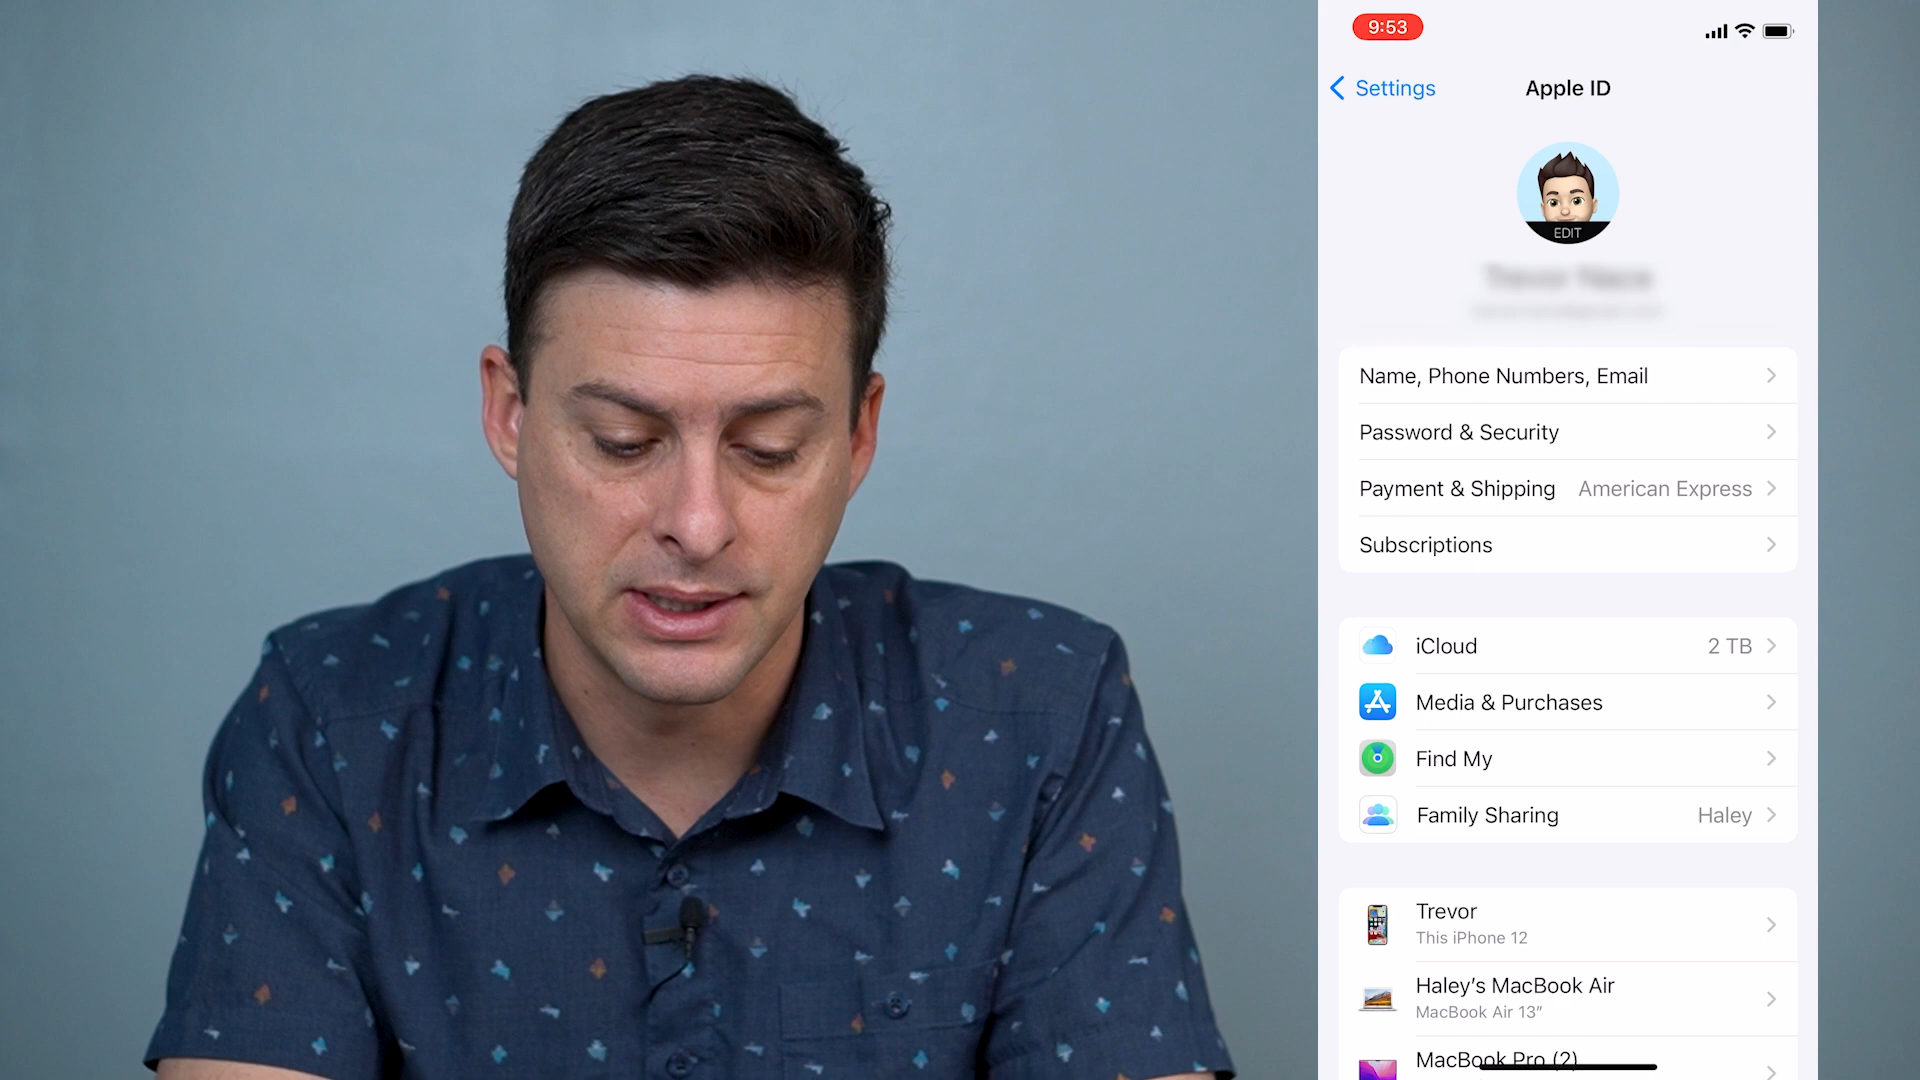 9:53
Settings
Apple ID
EDIT
Name, Phone Numbers, Email
Password & Security
Payment & Shipping American Express
Subscriptions
iCloud 2 TB
Media & Purchases
Find My
Family Sharing Haley
Trevor
This iPhone 12
Haley’s MacBook Air
MacBook Air 13”
MacBook Pro (2)